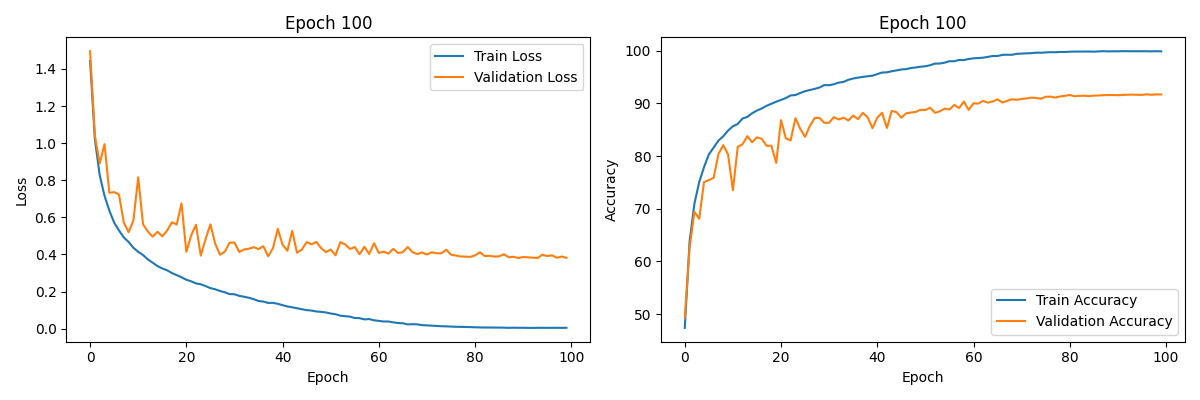 Epoch 100
Train Loss
Validation Loss
1.4
1.2
1.0
0.8
0.6
0.4
0.2
0.0
Loss
0 20 40 60 80 100
Epoch
Epoch 100
100
90
80
70
60
50
Accuracy
Train Accuracy
Validation Accuracy
0 20 40 60 80 100
Epoch